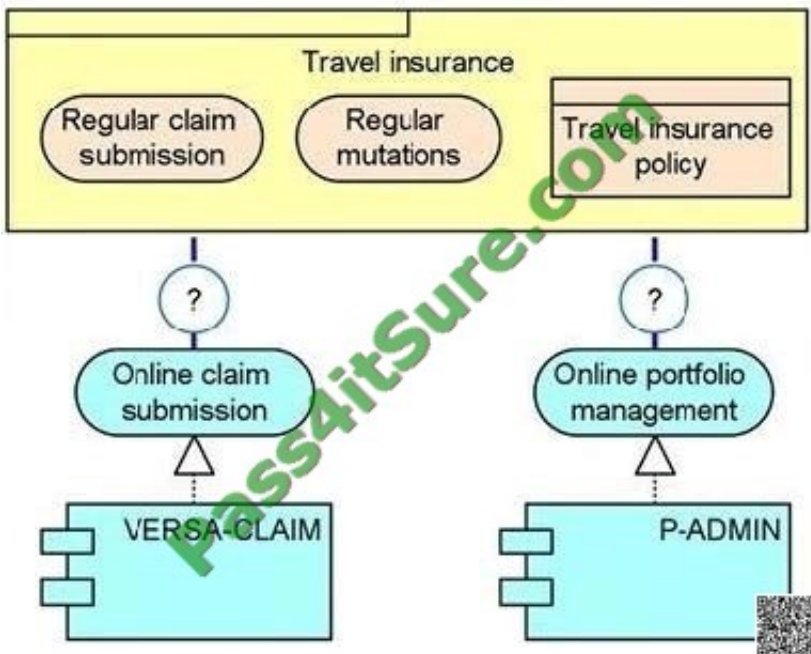 Travel insurance
Regular claim
submission
Regular
mutations
Travel insurance
policy
?
?
Online claim
submission
Online portfolio
management
VERSA-CLAIM
P-ADMIN
Pass4itSure.com